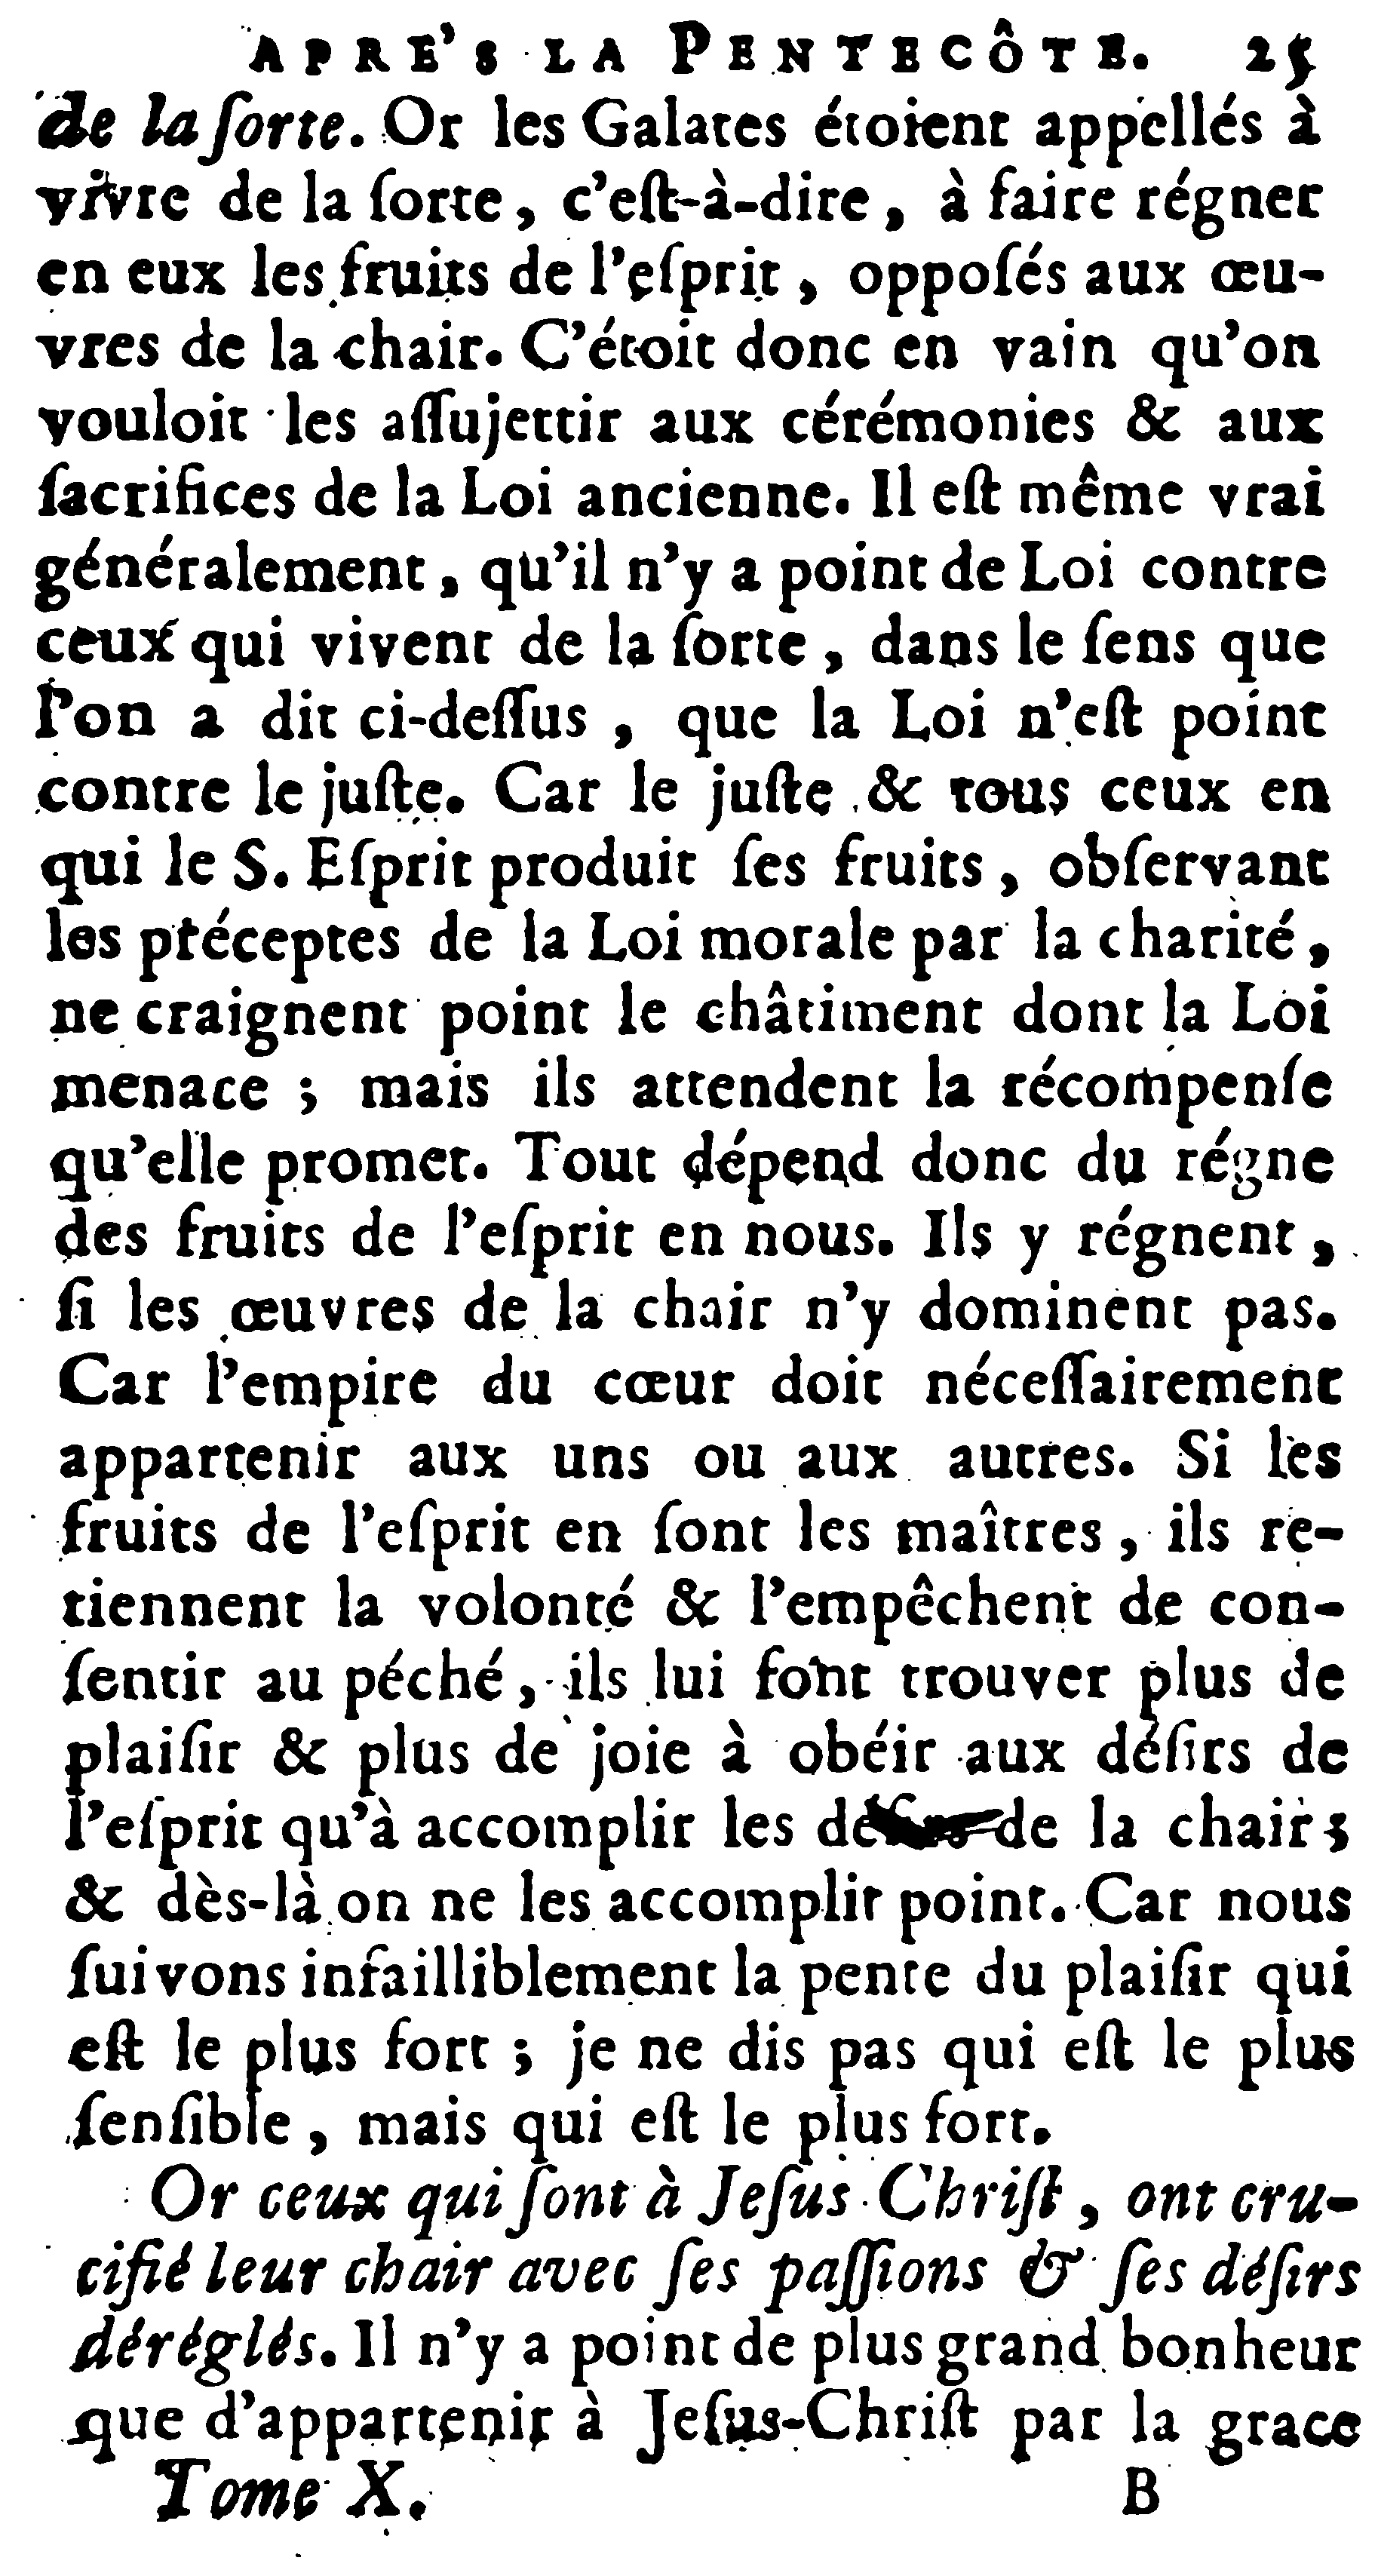 APRE'S LA PENTECÔTE. 25
de la ſorte. Or les Galates étoient appellés à
vivre de la ſorte, c'eſt-à-dire, à faire régner
en eux les fruits de l'eſprit, oppoſés aux œu-
vres de la chair. C'étoit donc en vain qu'on
vouloit les aſſujettir aux cérémonies & aux
ſacrifices de la Loi ancienne. Il eſt même vrai
généralement, qu'il n'y a point de Loi contre
ceux qui vivent de la ſorte, dans le ſens que
l'on a dit ci-deſſus, que la Loi n'eſt point
contre le juſte. Car le juſte & tous ceux en
qui le S. Eſprit produit ſes fruits, obſervant
les préceptes de la Loi morale par la charité,
ne craignent point le châtiment dont la Loi
menace ; mais ils attendent la récompenſe
qu'elle promet. Tout dépend donc du régne
des fruits de l'eſprit en nous. Ils y régnent,
ſi les œuvres de la chair n'y dominent pas.
Car l'empire du cœur doit néceſſairement
appartenir aux uns ou aux autres. Si les
fruits de l'eſprit en ſont les maîtres, ils re-
tiennent la volonté & l'empêchent de con-
ſentir au péché, ils lui font trouver plus de
plaiſir & plus de joie à obéir aux déſirs de
l'eſprit qu'à accomplir les de la chair ;
& dès-là on ne les accomplit point. Car nous
ſuivons infailliblement la pente du plaiſir qui
eſt le plus fort ; je ne dis pas qui eſt le plus
ſenſible, mais qui eſt le plus fort.
Or ceux qui ſont à Jeſus Chriſt, ont cru-
cifié leur chair avec ſes paſſions & ſes déſirs
déréglés. Il n'y a point de plus grand bonheur
que d'appartenir à Jeſus-Chriſt par la grace
Tome X. B